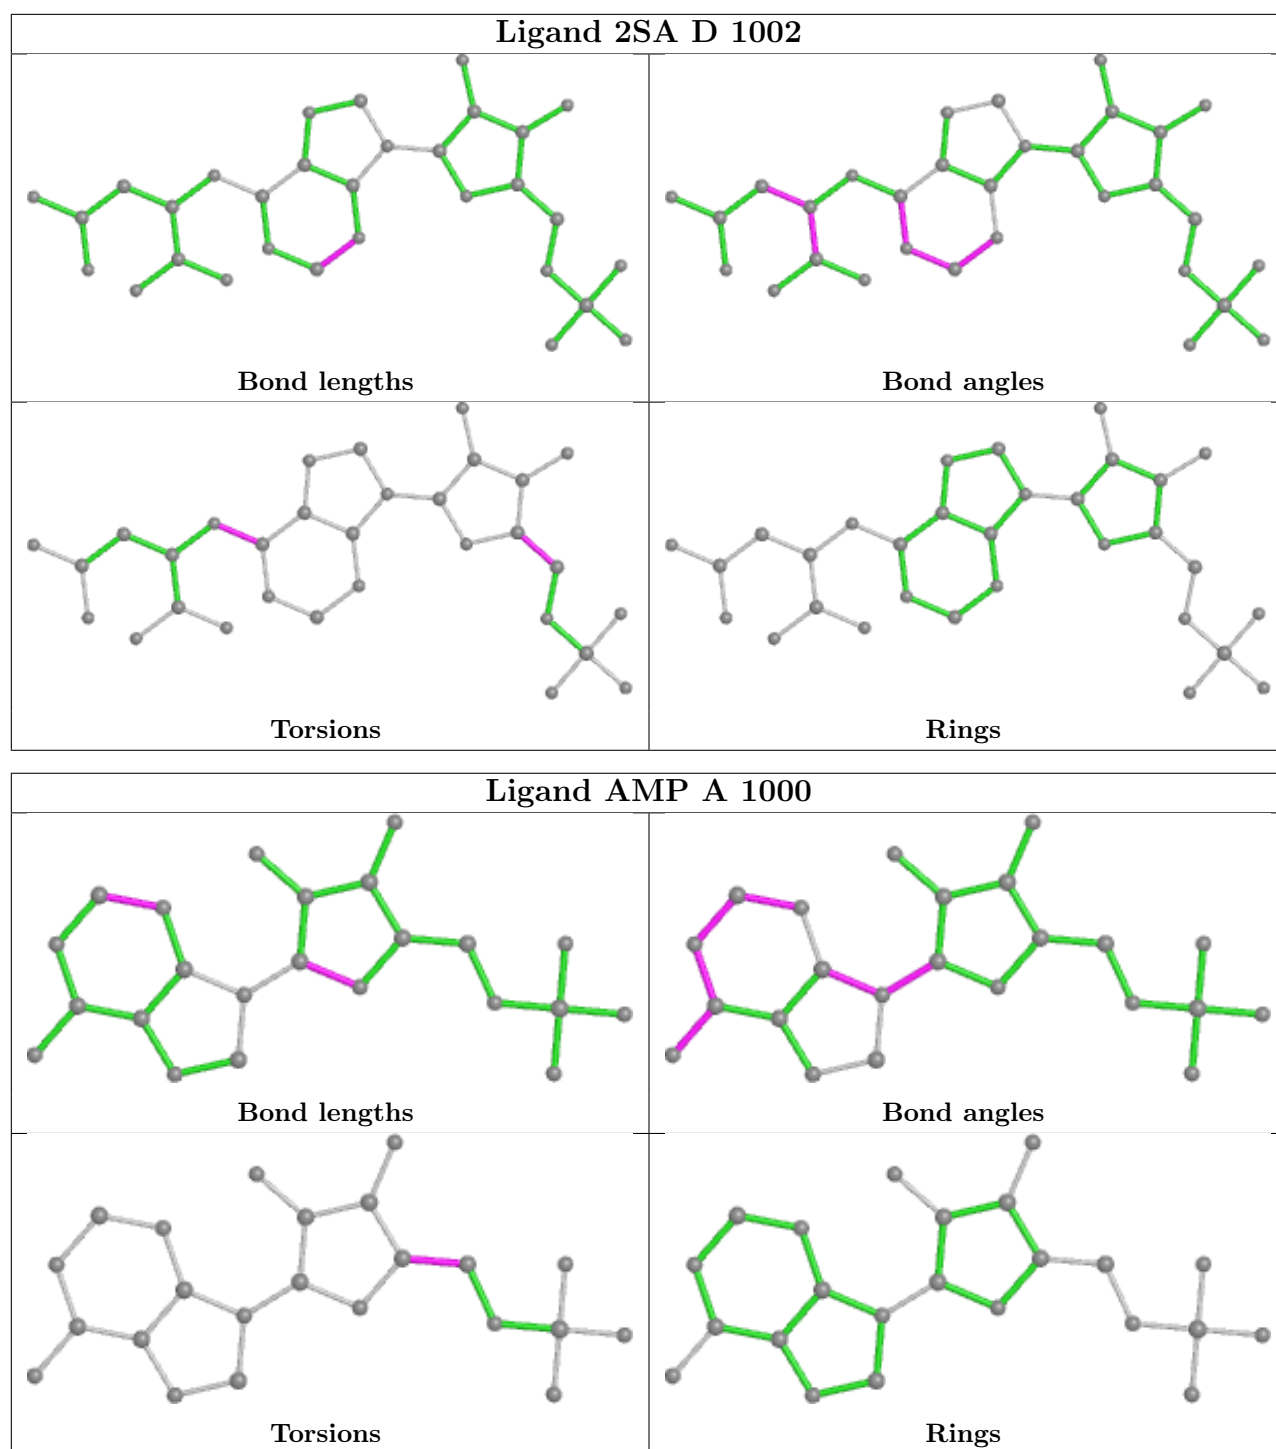 Ligand 2SA D 1002
Bond lengths
Bond angles
Torsions
Rings
Ligand AMP A 1000
Bond lengths
Bond angles
Torsions
Rings